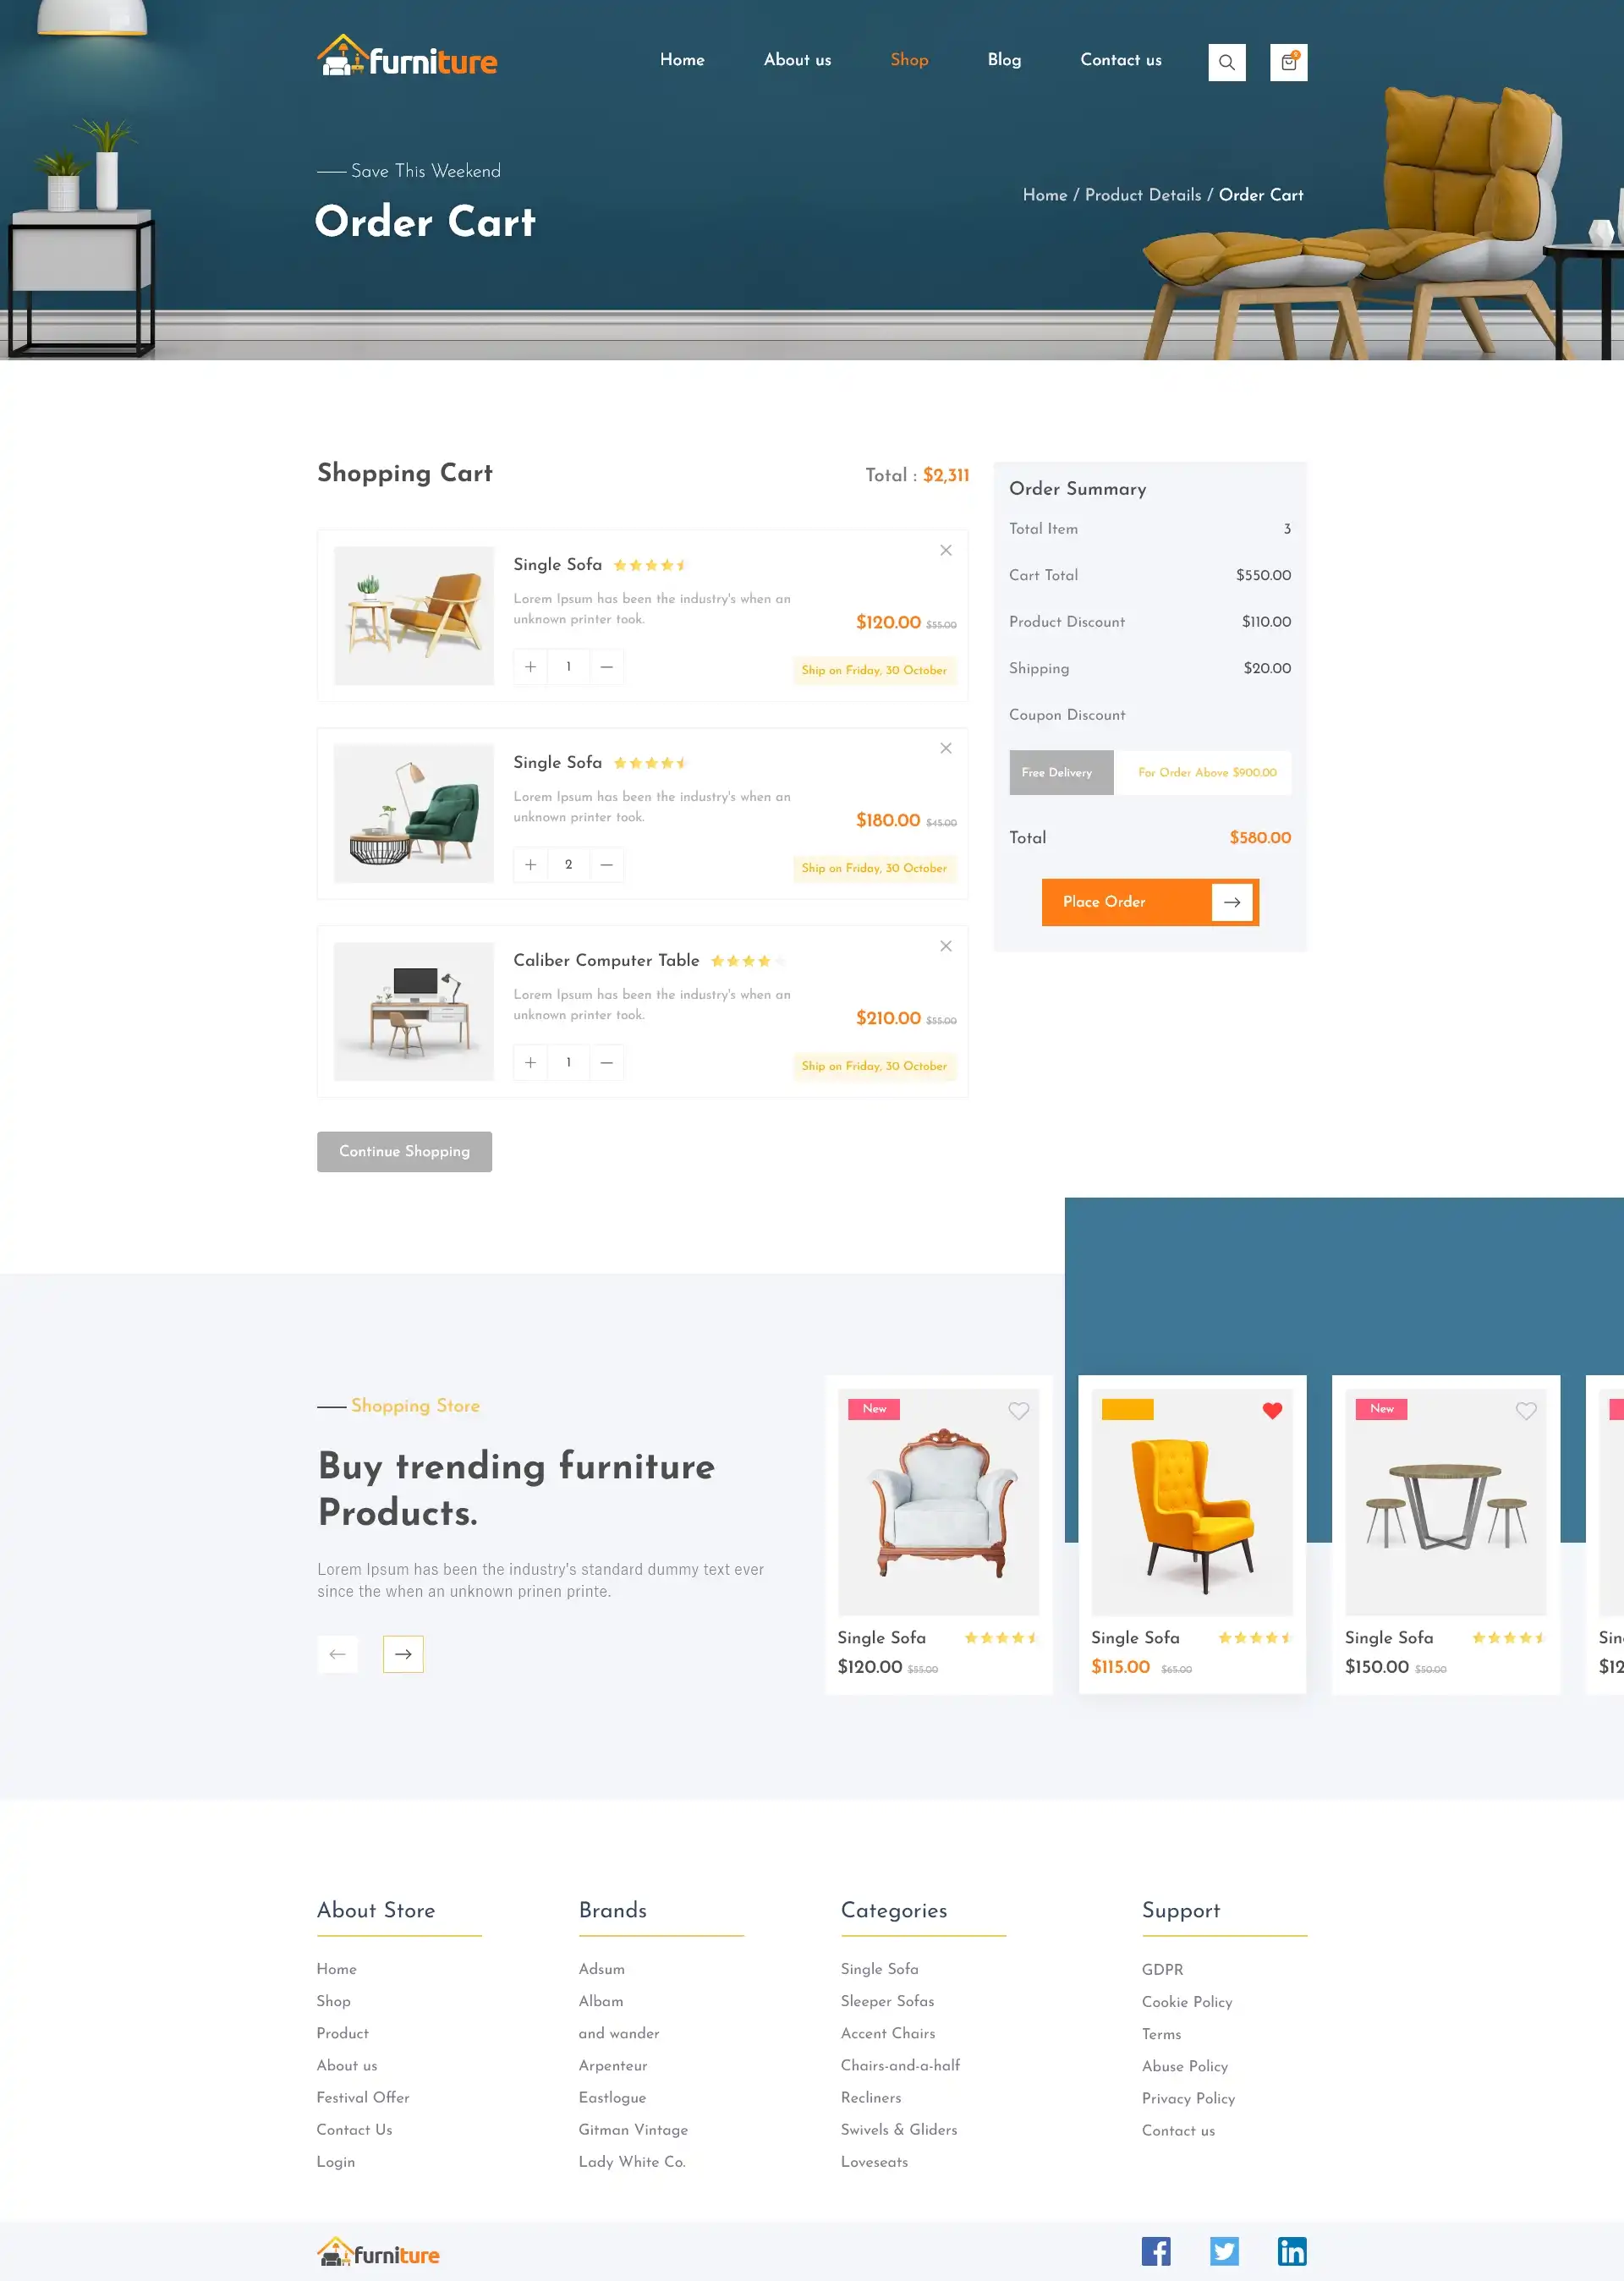 furniture
Home About us Shop Blog Contact us
Save This Weekend
Order Cart
Home / Product Details / Order Cart
Shopping Cart
Total : $2,311
Single Sofa
Lorem Ipsum has been the industry's when an
unknown printer took.
$120.00 $55.00
1
Ship on Friday, 30 October
Single Sofa
Lorem Ipsum has been the industry's when an
unknown printer took.
$180.00 $45.00
2
Ship on Friday, 30 October
Caliber Computer Table
Lorem Ipsum has been the industry's when an
unknown printer took.
$210.00 $55.00
1
Ship on Friday, 30 October
Continue Shopping
Order Summary
Total Item 3
Cart Total $550.00
Product Discount $110.00
Shipping $20.00
Coupon Discount
Free Delivery For Order Above $900.00
Total $580.00
Place Order
Shopping Store
Buy trending furniture
Products.
Lorem Ipsum has been the industry's standard dummy text ever
since the when an unknown prinen printe.
New
Single Sofa
$120.00 $55.00
Single Sofa
$115.00 $65.00
New
Single Sofa
$150.00 $50.00
Sin
$12
About Store
Home
Shop
Product
About us
Festival Offer
Contact Us
Login
Brands
Adsum
Albam
and wander
Arpenteur
Eastlogue
Gitman Vintage
Lady White Co.
Categories
Single Sofa
Sleeper Sofas
Accent Chairs
Chairs-and-a-half
Recliners
Swivels & Gliders
Loveseats
Support
GDPR
Cookie Policy
Terms
Abuse Policy
Privacy Policy
Contact us
furniture